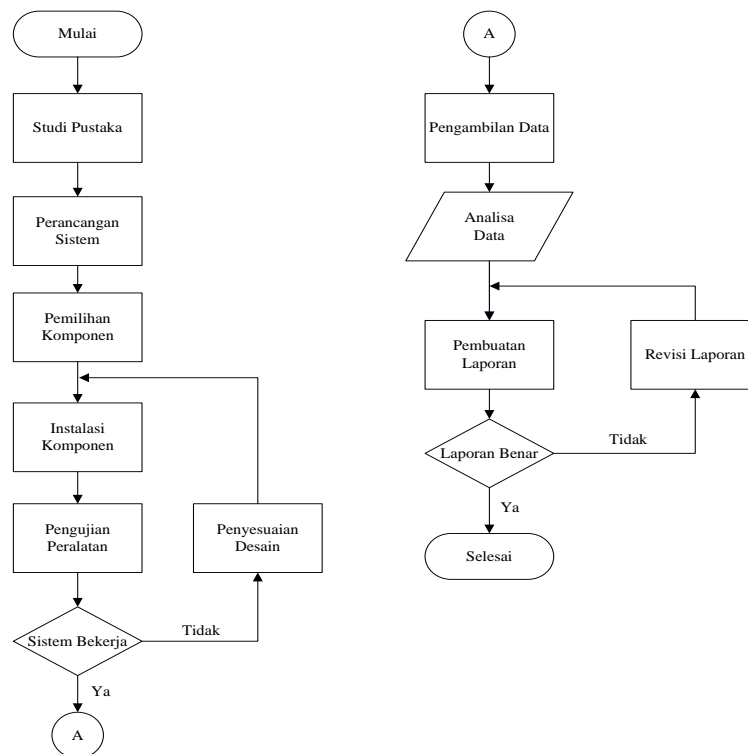 Mulai
Studi Pustaka
Perancangan
Sistem
Pemilihan
Komponen
Instalasi
Komponen
Pengujian
Peralatan
Penyesuaian
Desain
Sistem Bekerja
Tidak
Ya
A
A
Pengambilan Data
Analisa
Data
Pembuatan
Laporan
Revisi Laporan
Laporan Benar
Tidak
Ya
Selesai